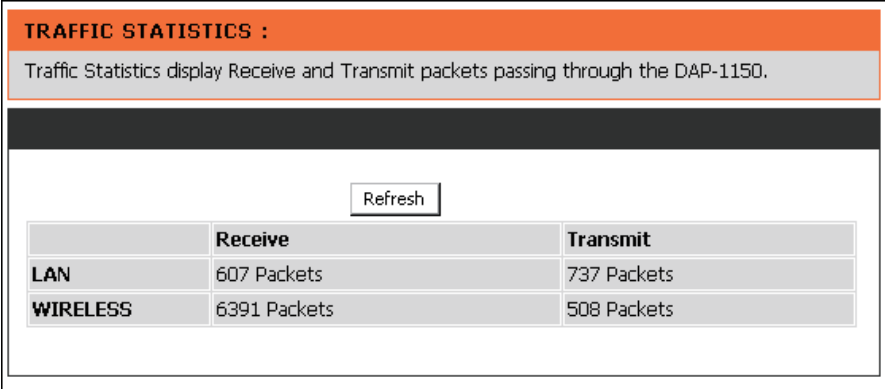 TRAFFIC STATISTICS :
Traffic Statistics display Receive and Transmit packets passing through the DAP-1150.
Refresh
Receive Transmit
LAN 607 Packets 737 Packets
WIRELESS 6391 Packets 508 Packets